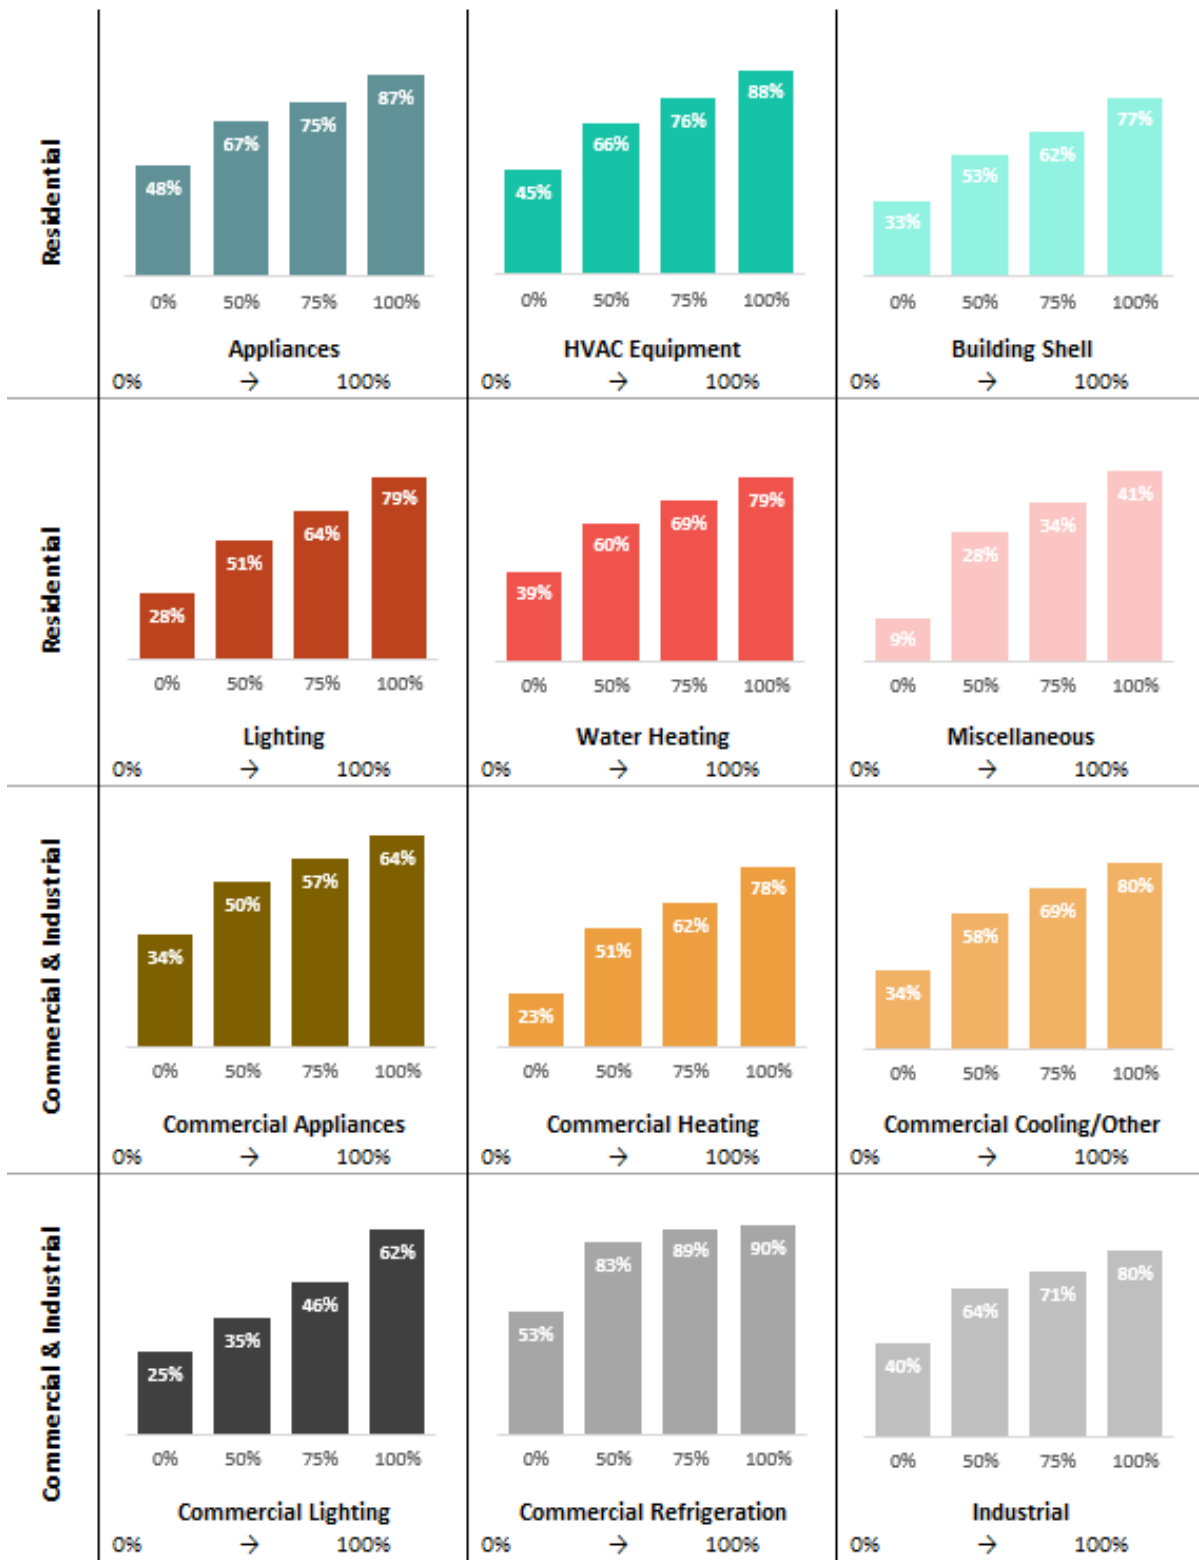 Residential
87%
75%
67%
48%
0% 50% 75% 100%
Appliances
0% → 100%
88%
76%
66%
45%
0% 50% 75% 100%
HVAC Equipment
0% → 100%
77%
62%
53%
33%
0% 50% 75% 100%
Building Shell
0% → 100%
Residential
79%
64%
51%
28%
0% 50% 75% 100%
Lighting
0% → 100%
79%
69%
60%
39%
0% 50% 75% 100%
Water Heating
0% → 100%
41%
34%
28%
9%
0% 50% 75% 100%
Miscellaneous
0% → 100%
Commercial & Industrial
64%
57%
50%
34%
0% 50% 75% 100%
Commercial Appliances
0% → 100%
78%
62%
51%
23%
0% 50% 75% 100%
Commercial Heating
0% → 100%
80%
69%
58%
34%
0% 50% 75% 100%
Commercial Cooling/Other
0% → 100%
Commercial & Industrial
62%
46%
35%
25%
0% 50% 75% 100%
Commercial Lighting
0% → 100%
90%
89%
83%
53%
0% 50% 75% 100%
Commercial Refrigeration
0% → 100%
80%
71%
64%
40%
0% 50% 75% 100%
Industrial
0% → 100%